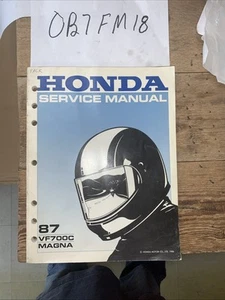 OB7FM18
HONDA
SERVICE MANUAL
87
VF700C
MAGNA